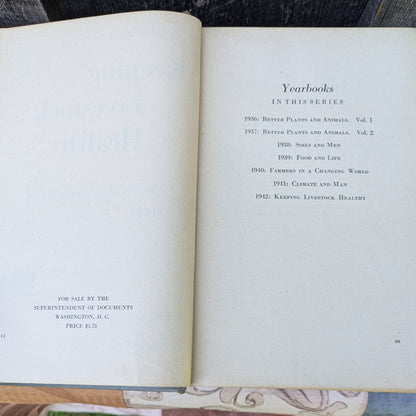 FOR SALE BY THE
SUPERINTENDENT OF DOCUMENTS
WASHINGTON, D. C.
PRICE $1.75
II
Yearbooks
IN THIS SERIES
1936: Better Plants and Animals. Vol. 1
1937: Better Plants and Animals. Vol. 2
1938: Soils and Men
1939: Food and Life
1940: Farmers in a Changing World
1941: Climate and Man
1942: Keeping Livestock Healthy
III